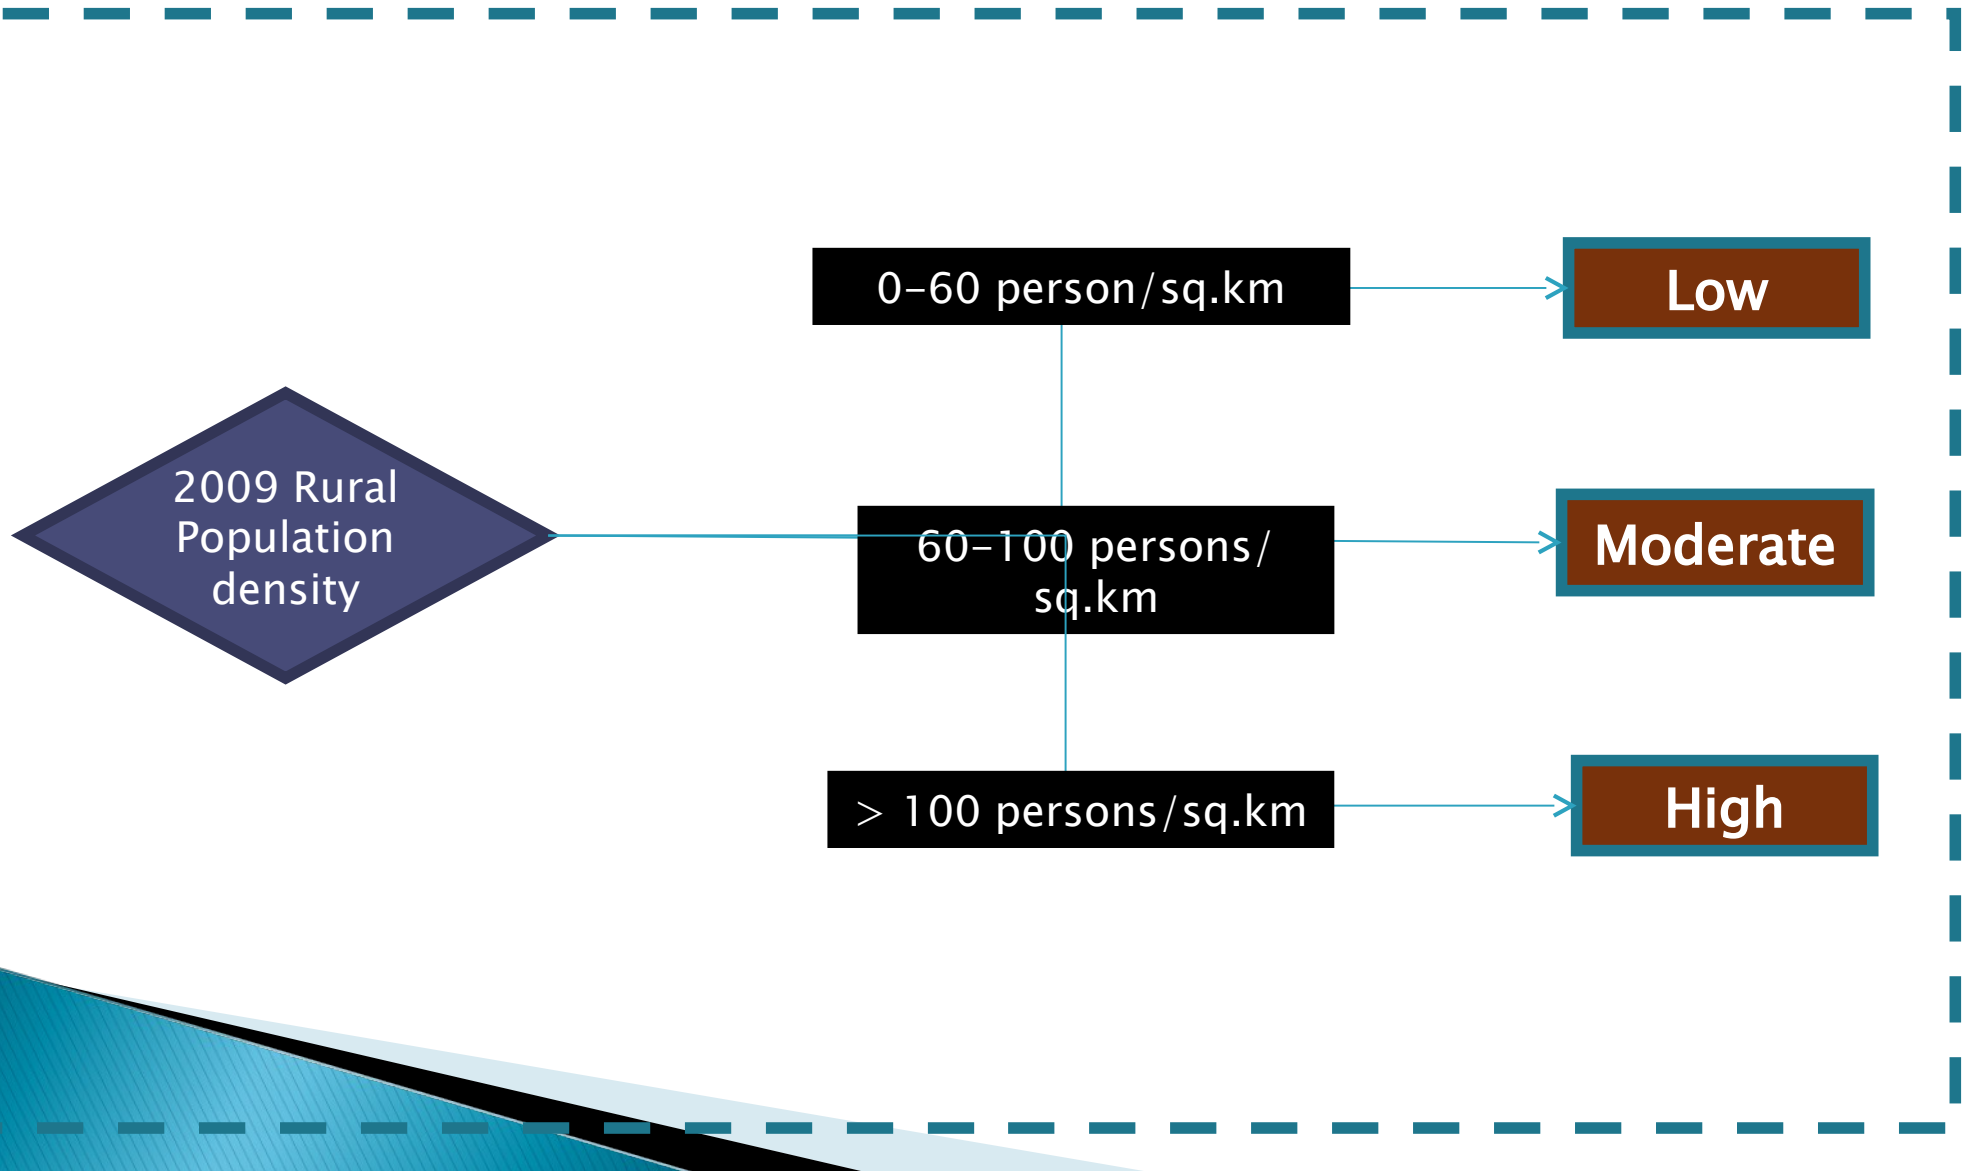 0-60 person/sq.km
Low
2009 Rural
Population
density
60-100 persons/
sq.km
Moderate
> 100 persons/sq.km
High